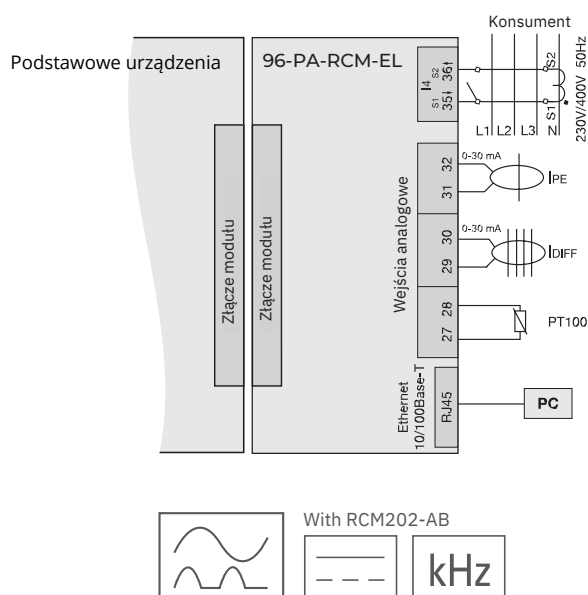 Konsument
Podstawowe urządzenia
96-PA-RCM-EL
Złącze modułu
Złącze modułu
I4
S2
S1
36↑
35↓
S2
S1
L1 L2 L3 N
230V/400V 50Hz
Wejścia analogowe
32
31
0-30 mA
IPE
30
29
0-30 mA
IDIFF
28
27
PT100
Ethernet
10/100Base-T
RJ45
PC
With RCM202-AB
kHz